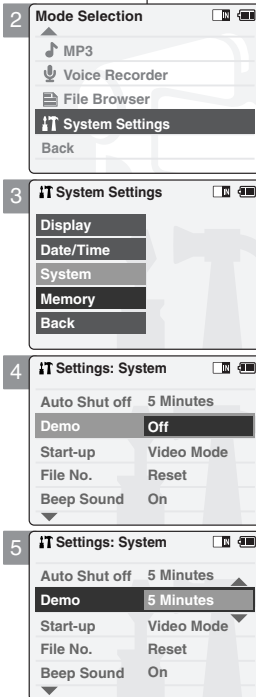 2
Mode Selection
MP3
Voice Recorder
File Browser
System Settings
Back
3
System Settings
Display
Date/Time
System
Memory
Back
4
Settings: System
Auto Shut off 5 Minutes
Demo Off
Start-up Video Mode
File No. Reset
Beep Sound On
5
Settings: System
Auto Shut off 5 Minutes
Demo 5 Minutes
Start-up Video Mode
File No. Reset
Beep Sound On